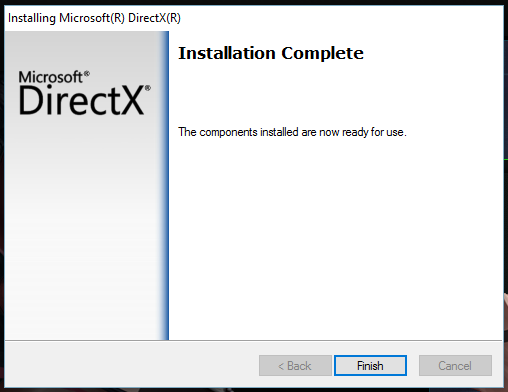 Installing Microsoft(R) DirectX(R)
Installation Complete
Microsoft®
DirectX®
The components installed are now ready for use.
< Back
Finish
Cancel